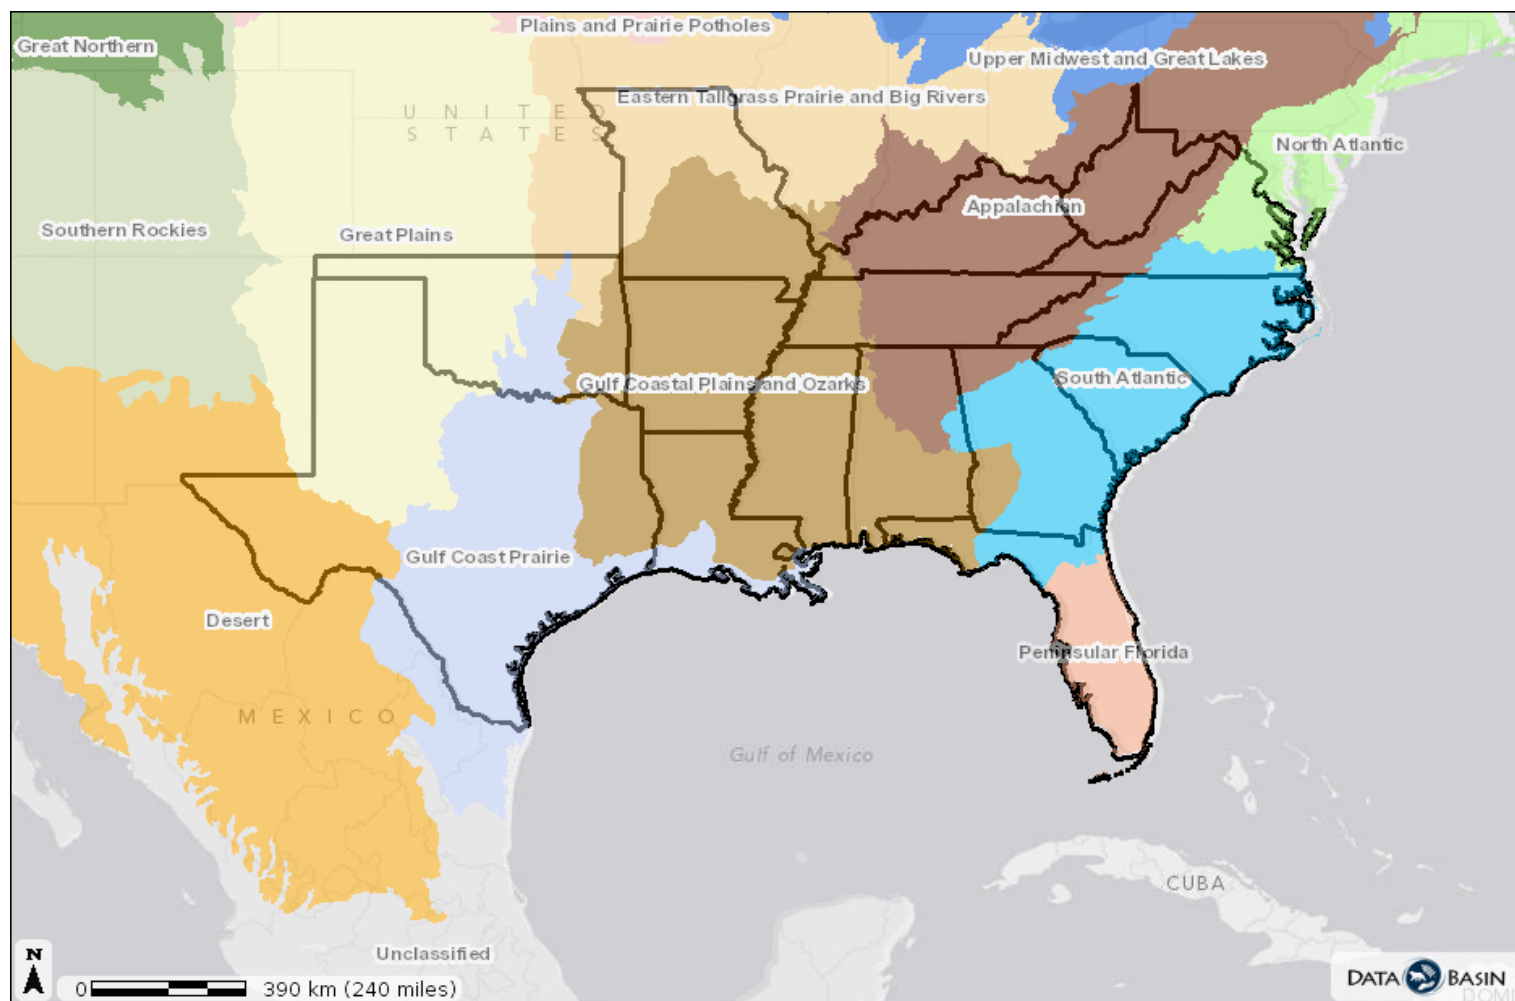 Plains and Prairie Potholes
Great Northern
Upper Midwest and Great Lakes
Eastern Tallgrass Prairie and Big Rivers
UNITED
STATES
North Atlantic
Appalachian
Southern Rockies
Great Plains
South Atlantic
Gulf Coastal Plains and Ozarks
Gulf Coast Prairie
Desert
Peninsular Florida
MEXICO
Gulf of Mexico
CUBA
Unclassified
N
0 390 km (240 miles)
DATA BASIN
DOMI